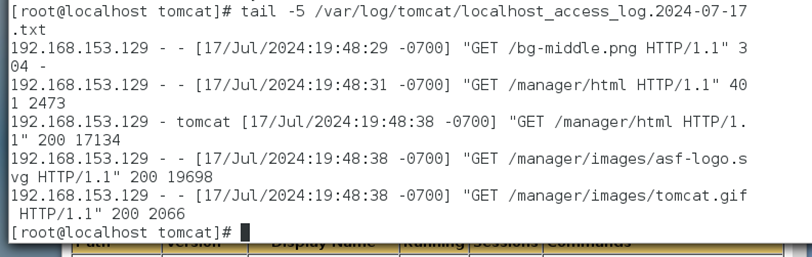 [root@localhost tomcat]# tail -5 /var/log/tomcat/localhost_access_log.2024-07-17
.txt
192.168.153.129 - - [17/Jul/2024:19:48:29 -0700] "GET /bg-middle.png HTTP/1.1" 3
04 -
192.168.153.129 - - [17/Jul/2024:19:48:31 -0700] "GET /manager/html HTTP/1.1" 40
1 2473
192.168.153.129 - tomcat [17/Jul/2024:19:48:38 -0700] "GET /manager/html HTTP/1.
1" 200 17134
192.168.153.129 - - [17/Jul/2024:19:48:38 -0700] "GET /manager/images/asf-logo.s
vg HTTP/1.1" 200 19698
192.168.153.129 - - [17/Jul/2024:19:48:38 -0700] "GET /manager/images/tomcat.gif
 HTTP/1.1" 200 2066
[root@localhost tomcat]#
Path Version Display Name Running Sessions Commands